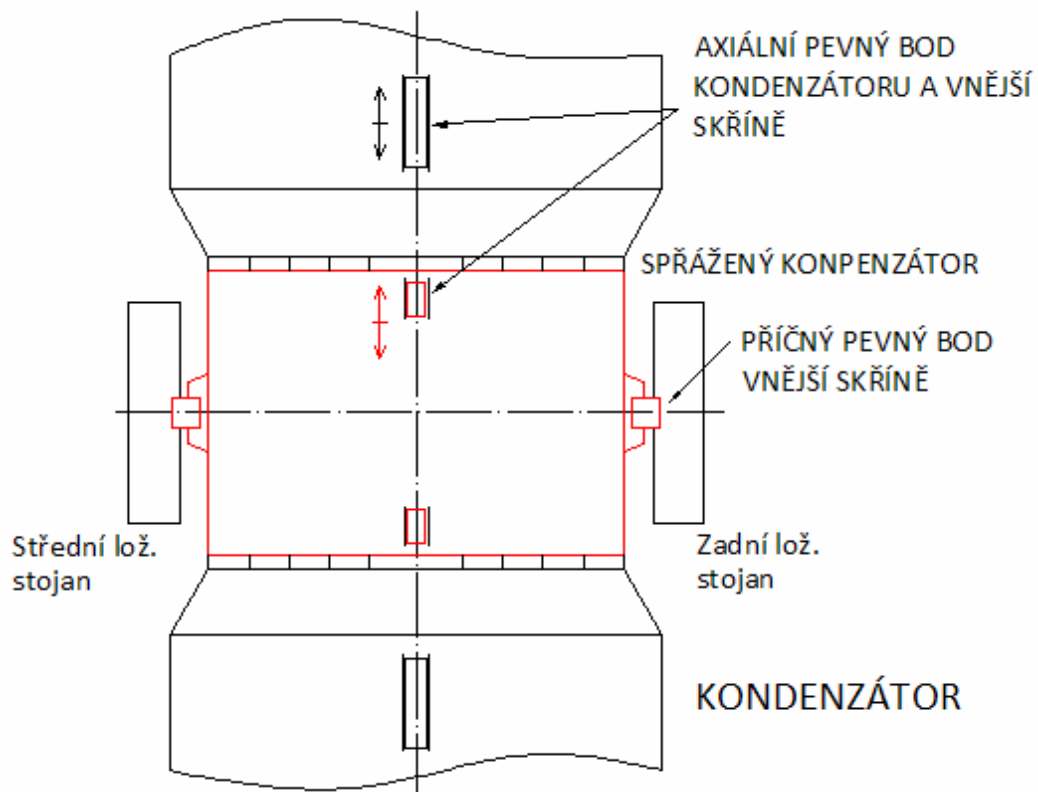 AXIÁLNÍ PEVNÝ BOD
KONDENZÁTORU A VNĚJŠÍ
SKŘÍNĚ
SPŘÁŽENÝ KONPENZÁTOR
PŘÍČNÝ PEVNÝ BOD
VNĚJŠÍ SKŘÍNĚ
Střední lož.
stojan
Zadní lož.
stojan
KONDENZÁTOR